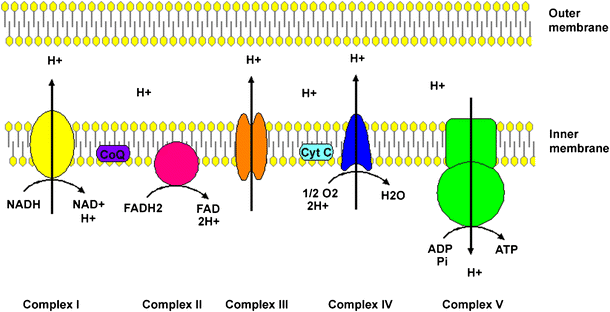 Outer
membrane
H+
H+
H+
H+
H+
H+
Inner
membrane
CoQ
Cyt C
NADH
NAD+
H+
FADH2
FAD
2H+
1/2 O2
2H+
H2O
ADP
Pi
ATP
H+
Complex I
Complex II
Complex III
Complex IV
Complex V